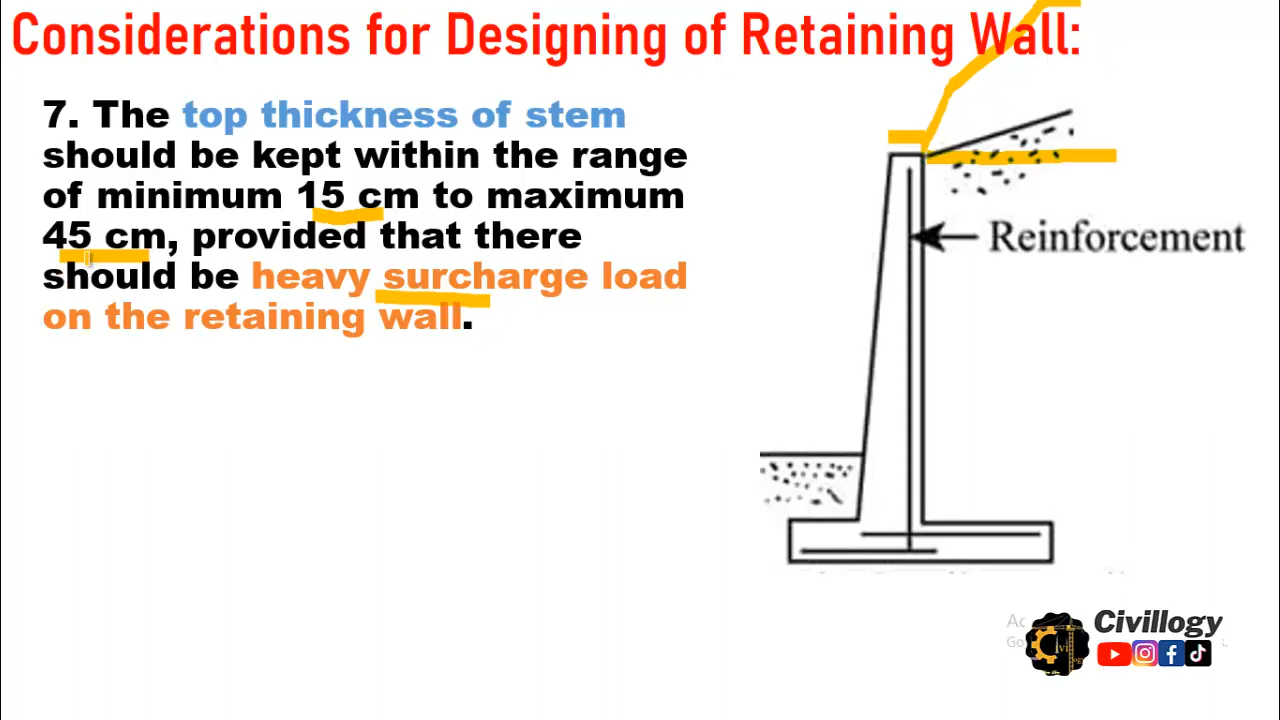 Considerations for Designing of Retaining Wall:
7. The top thickness of stem
should be kept within the range
of minimum 15 cm to maximum
45 cm, provided that there
should be heavy surcharge load
on the retaining wall.
Reinforcement
Civillogy